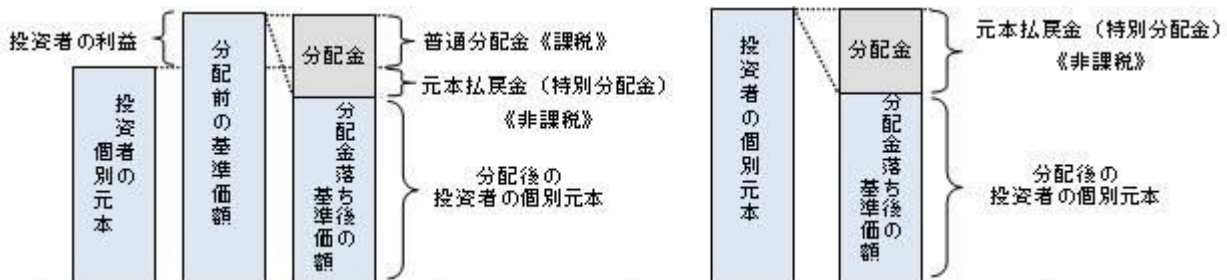 投資者の利益
投資者の
個別元本
分配前の基準価額
分配金
分配金落ち後の
基準価額
普通分配金《課税》
元本払戻金（特別分配金）
《非課税》
分配後の
投資者の個別元本
投資者の個別元本
分配金
分配金落ち後の
基準価額
元本払戻金（特別分配金）
《非課税》
分配後の
投資者の個別元本